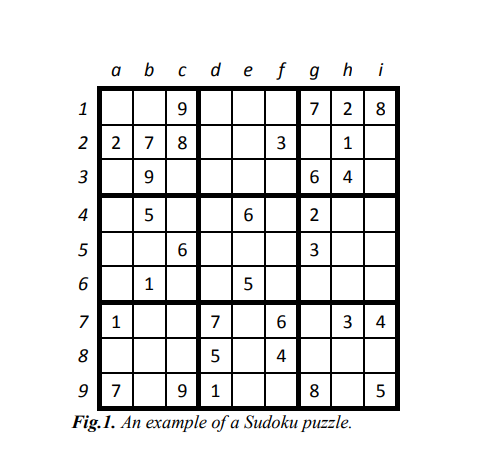 a b c d e f g h i
1 9 7 2 8
2 2 7 8 3 1
3 9 6 4
4 5 6 2
5 6 3
6 1 5
7 1 7 6 3 4
8 5 4
9 7 9 1 8 5
Fig.1. An example of a Sudoku puzzle.